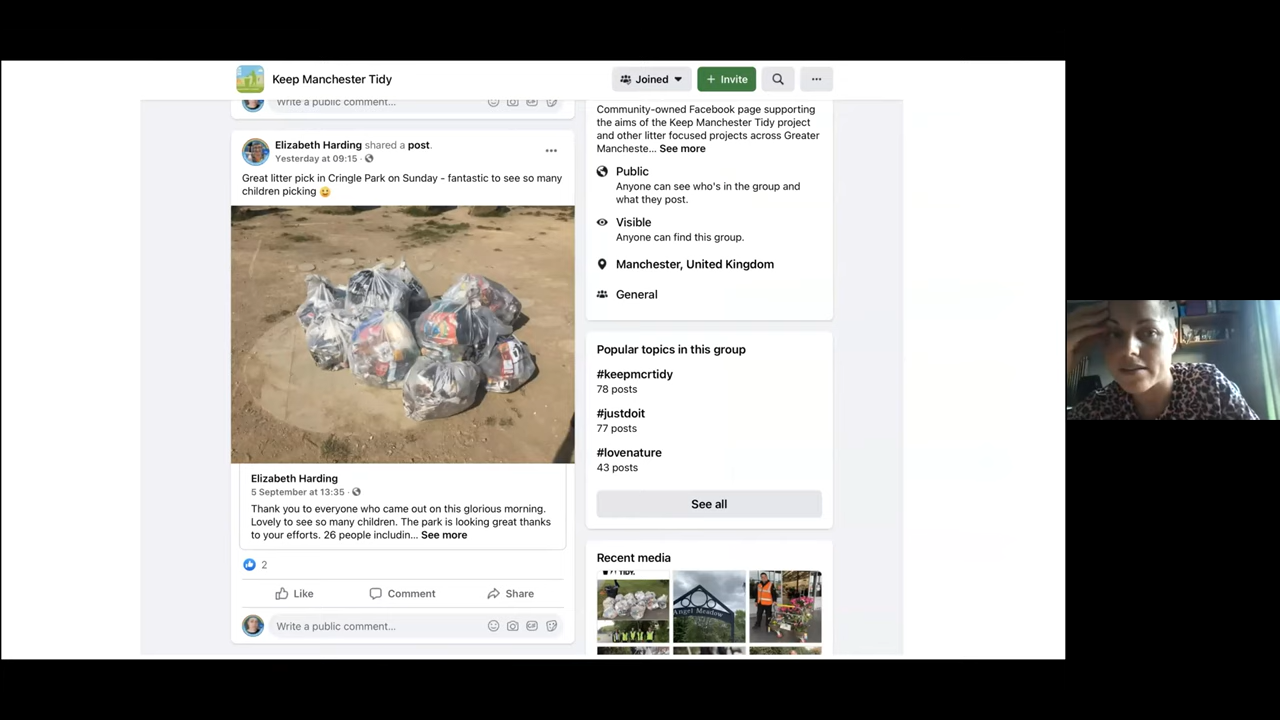 Keep Manchester Tidy
Joined
+ Invite
Write a public comment...
Elizabeth Harding shared a post.
Yesterday at 09:15 ·
Great litter pick in Cringle Park on Sunday - fantastic to see so many
children picking
Elizabeth Harding
5 September at 13:35 ·
Thank you to everyone who came out on this glorious morning.
Lovely to see so many children. The park is looking great thanks
to your efforts. 26 people includin... See more
2
Like
Comment
Share
Write a public comment...
Community-owned Facebook page supporting
the aims of the Keep Manchester Tidy project
and other litter focused projects across Greater
Mancheste... See more
Public
Anyone can see who's in the group and
what they post.
Visible
Anyone can find this group.
Manchester, United Kingdom
General
Popular topics in this group
#keepmcrtidy
78 posts
#justdoit
77 posts
#lovenature
43 posts
See all
Recent media
Angel Meadow